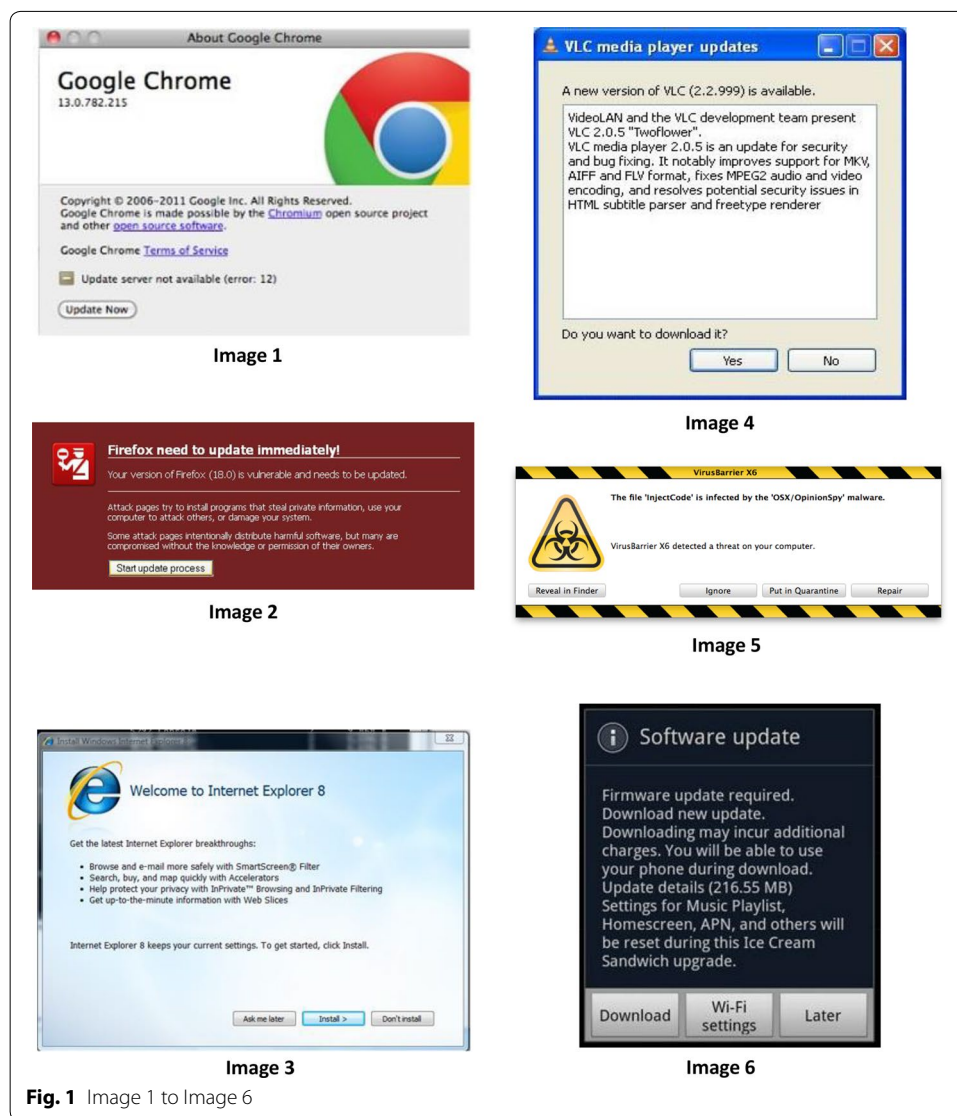 About Google Chrome
Google Chrome
13.0.782.215
Copyright © 2006-2011 Google Inc. All Rights Reserved.
Google Chrome is made possible by the Chromium open source project
and other open source software.
Google Chrome Terms of Service
Update server not available (error: 12)
Update Now
Image 1
Firefox need to update immediately!
Your version of Firefox (18.0) is vulnerable and needs to be updated.
Attack pages try to install programs that steal private information, use your
computer to attack others, or damage your system.
Some attack pages intentionally distribute harmful software, but many are
compromised without the knowledge or permission of their owners.
Start update process
Image 2
Install Windows Internet Explorer 8
Welcome to Internet Explorer 8
Get the latest Internet Explorer breakthroughs:
• Browse and e-mail more safely with SmartScreen® Filter
• Search, buy, and map quickly with Accelerators
• Help protect your privacy with InPrivate™ Browsing and InPrivate Filtering
• Get up-to-the-minute information with Web Slices
Internet Explorer 8 keeps your current settings. To get started, click Install.
Ask me later Install > Don't install
Image 3
VLC media player updates
A new version of VLC (2.2.999) is available.
VideoLAN and the VLC development team present
VLC 2.0.5 "Twoflower".
VLC media player 2.0.5 is an update for security
and bug fixing. It notably improves support for MKV,
AIFF and FLV format, fixes MPEG2 audio and video
encoding, and resolves potential security issues in
HTML subtitle parser and freetype renderer
Do you want to download it?
Yes No
Image 4
VirusBarrier X6
The file 'InjectCode' is infected by the 'OSX/OpinionSpy' malware.
VirusBarrier X6 detected a threat on your computer.
Reveal in Finder Ignore Put in Quarantine Repair
Image 5
Software update
Firmware update required.
Download new update.
Downloading may incur additional
charges. You will be able to use
your phone during download.
Update details (216.55 MB)
Settings for Music Playlist,
Homescreen, APN, and others will
be reset during this Ice Cream
Sandwich upgrade.
Download Wi-Fi settings Later
Image 6
Fig. 1 Image 1 to Image 6